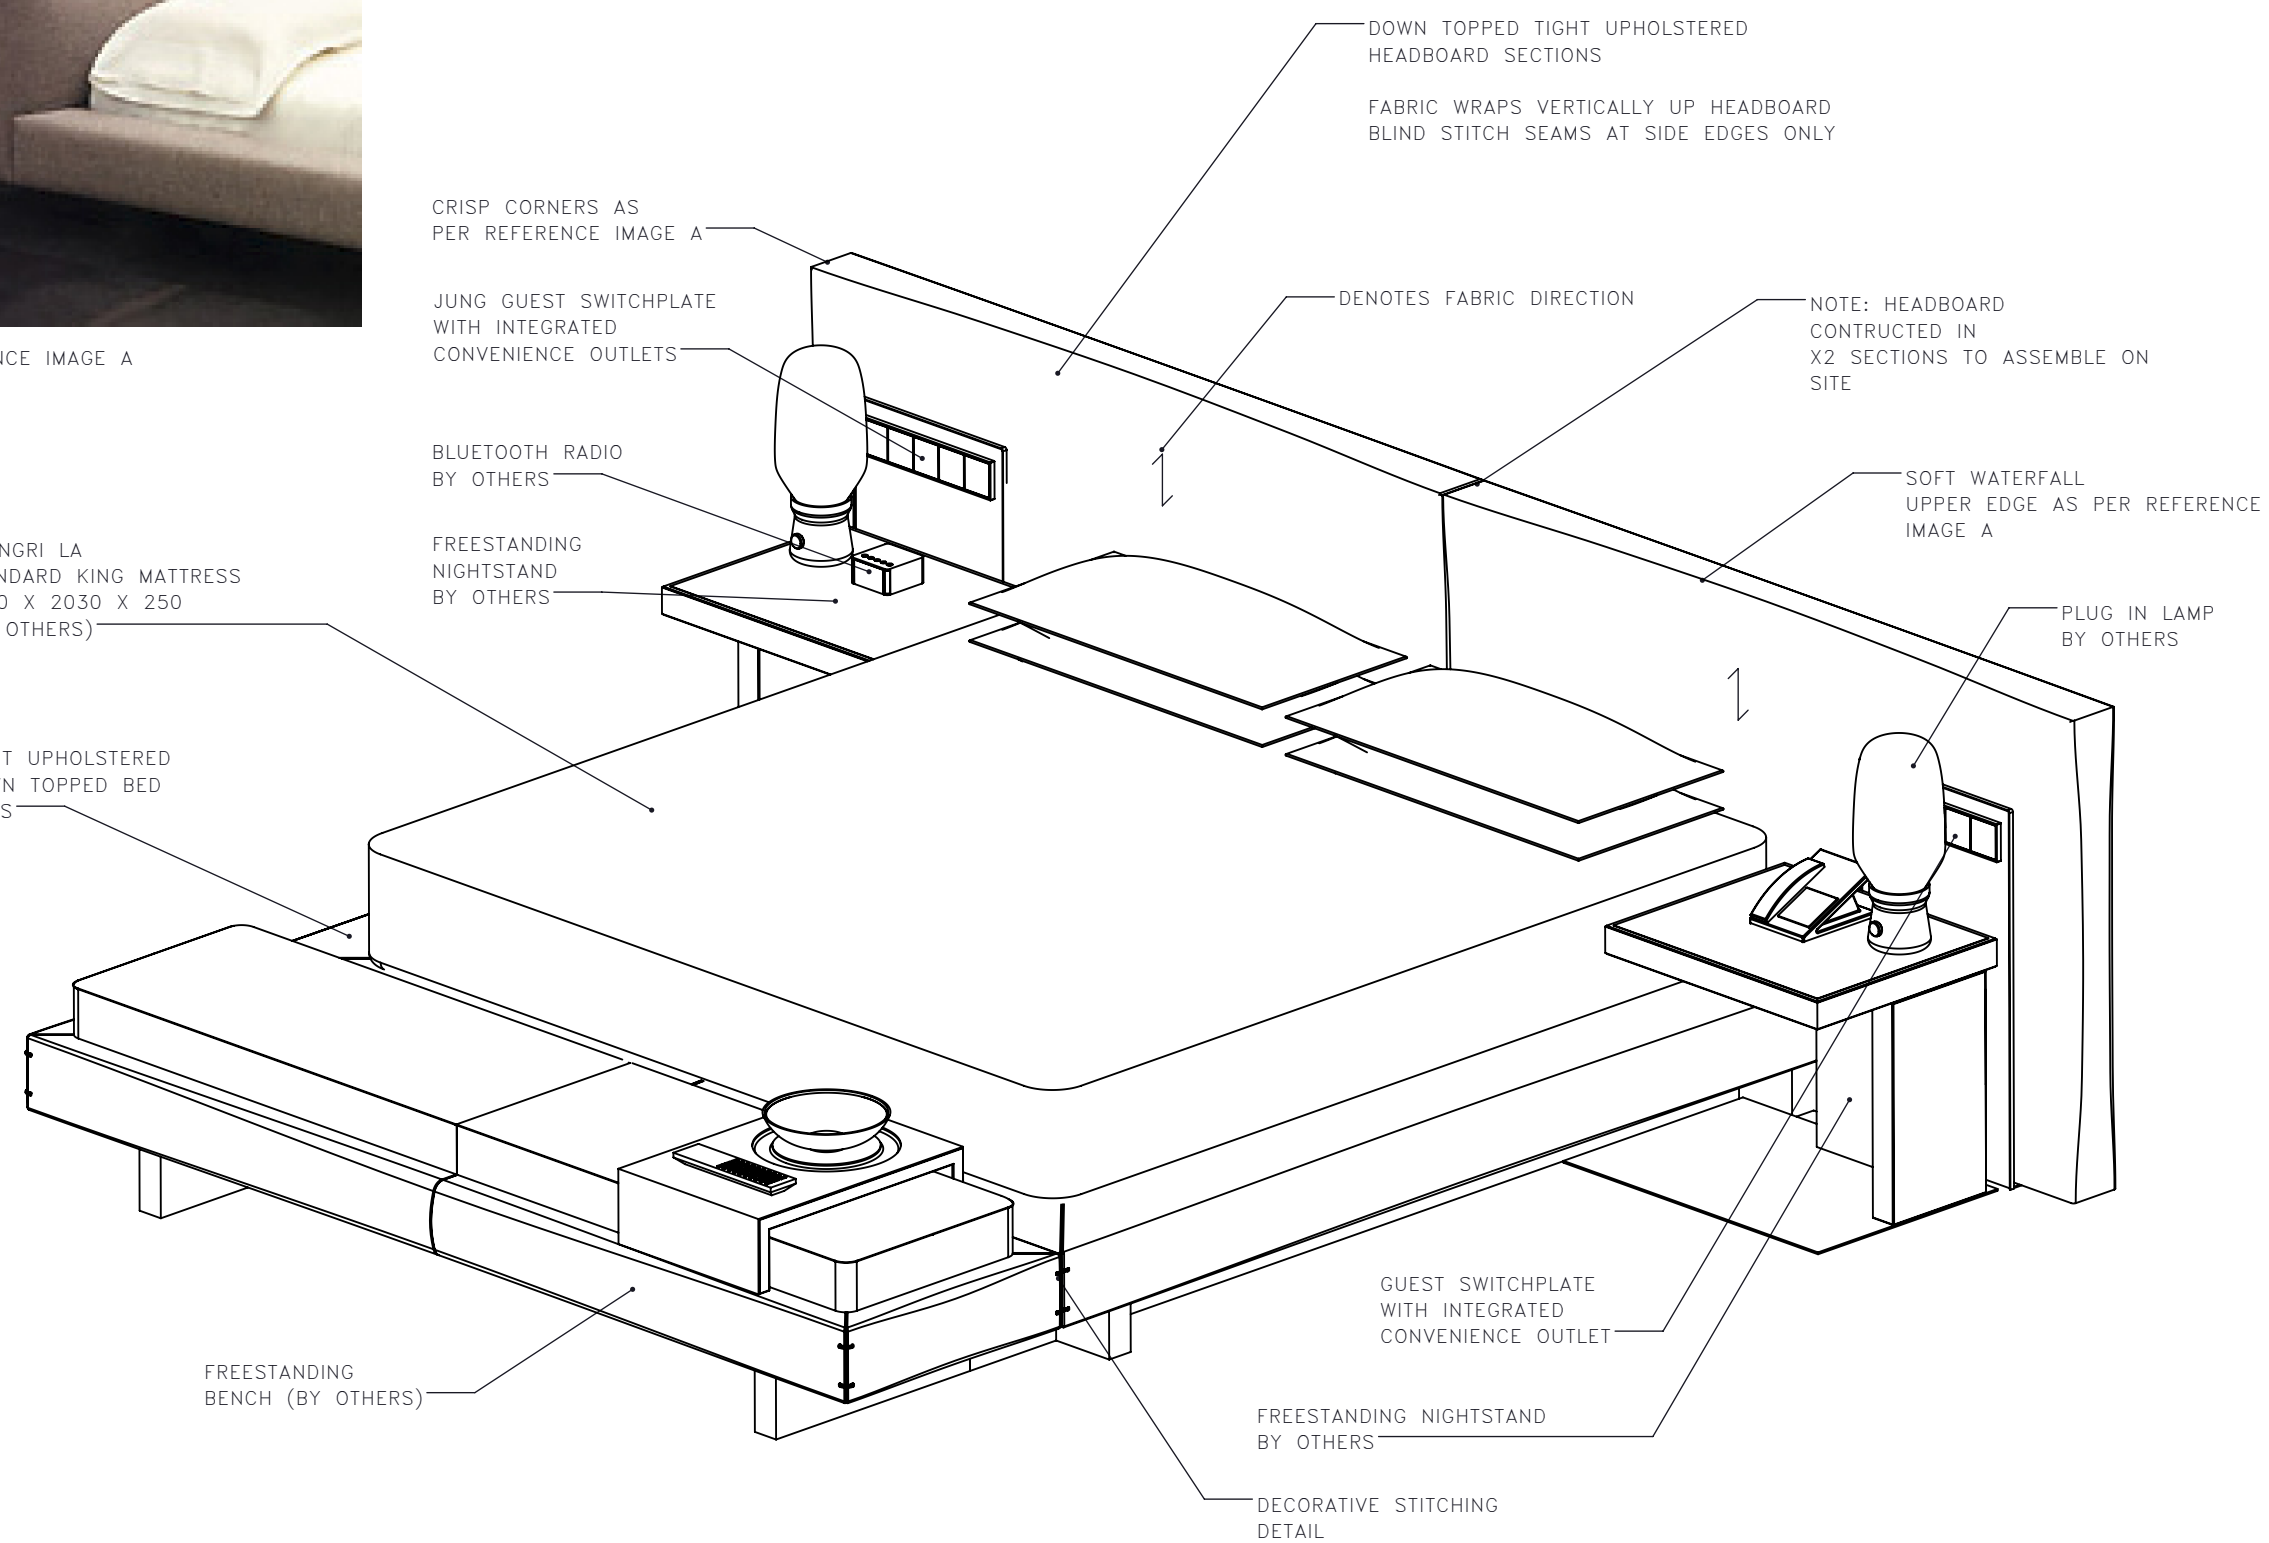 DOWN TOPPED TIGHT UPHOLSTERED
HEADBOARD SECTIONS
FABRIC WRAPS VERTICALLY UP HEADBOARD
BLIND STITCH SEAMS AT SIDE EDGES ONLY
CRISP CORNERS AS
PER REFERENCE IMAGE A
JUNG GUEST SWITCHPLATE
WITH INTEGRATED
CONVENIENCE OUTLETS
DENOTES FABRIC DIRECTION
NOTE: HEADBOARD
CONTRUCTED IN
X2 SECTIONS TO ASSEMBLE ON
SITE
IMAGE A
BLUETOOTH RADIO
BY OTHERS
SOFT WATERFALL
UPPER EDGE AS PER REFERENCE
IMAGE A
FREESTANDING
NIGHTSTAND
BY OTHERS
LA
KING MATTRESS
X 2030 X 250
OTHERS)
PLUG IN LAMP
BY OTHERS
UPHOLSTERED
TOPPED BED
GUEST SWITCHPLATE
WITH INTEGRATED
CONVENIENCE OUTLET
FREESTANDING
BENCH (BY OTHERS)
FREESTANDING NIGHTSTAND
BY OTHERS
DECORATIVE STITCHING
DETAIL